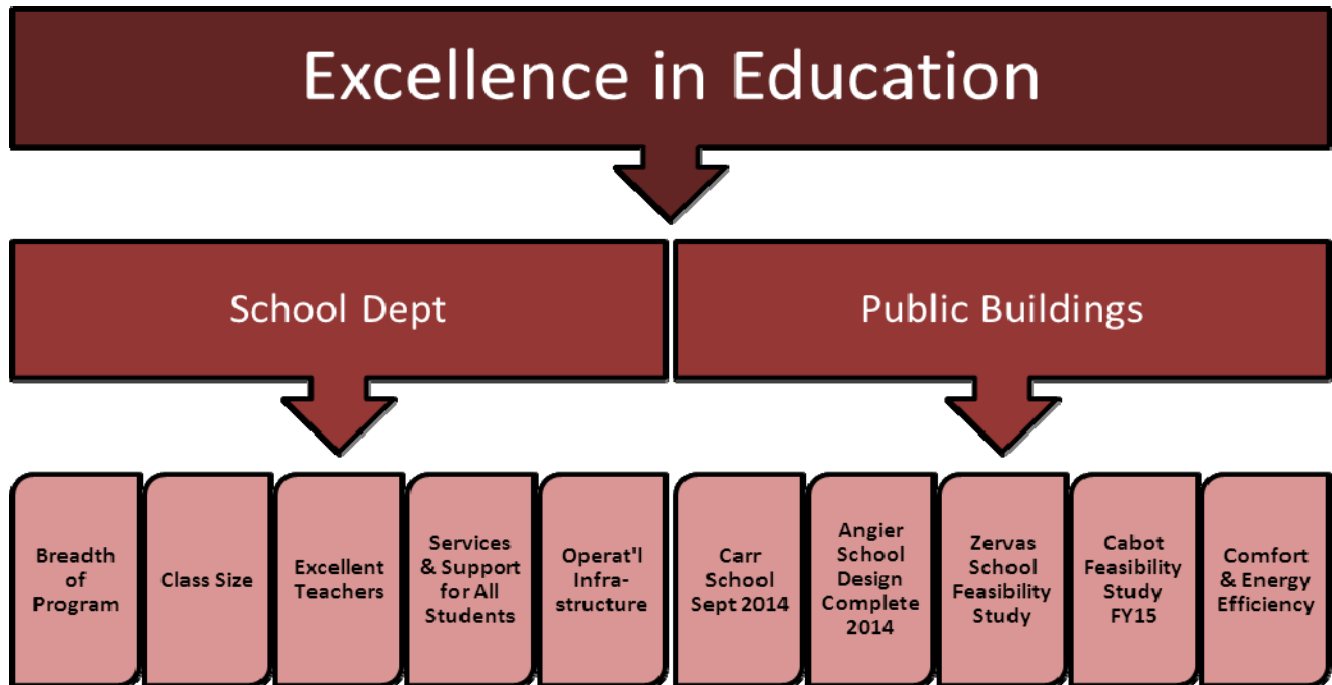 Excellence in Education
School Dept
Public Buildings
Breadth
of
Program
Class Size
Excellent
Teachers
Services
& Support
for All
Students
Operat'l
Infra-
structure
Carr
School
Sept 2014
Angier
School
Design
Complete
2014
Zervas
School
Feasibility
Study
Cabot
Feasibility
Study
FY15
Comfort
& Energy
Efficiency